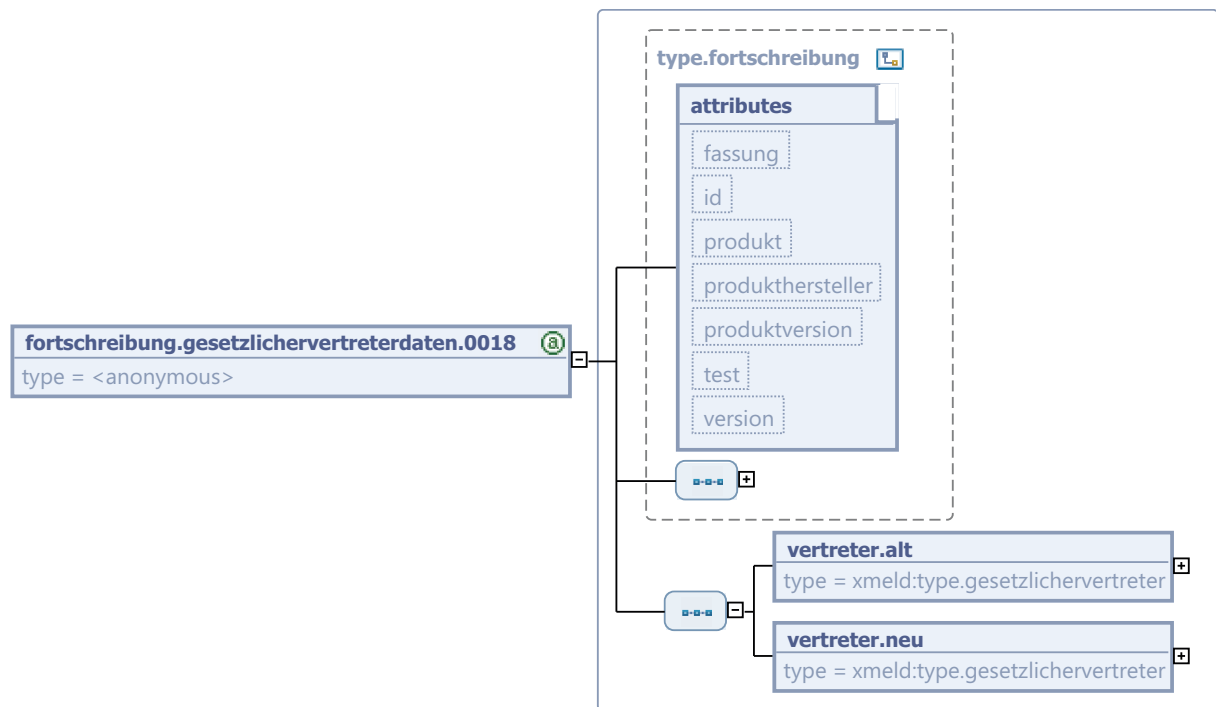 type.fortschreibung
attributes
fassung
id
produkt
produkthersteller
produktversion
test
version
fortschreibung.gesetzlichervertreterdaten.0018 a
type = <anonymous>
vertreter.alt
type = xmeld:type.gesetzlichervertreter
vertreter.neu
type = xmeld:type.gesetzlichervertreter